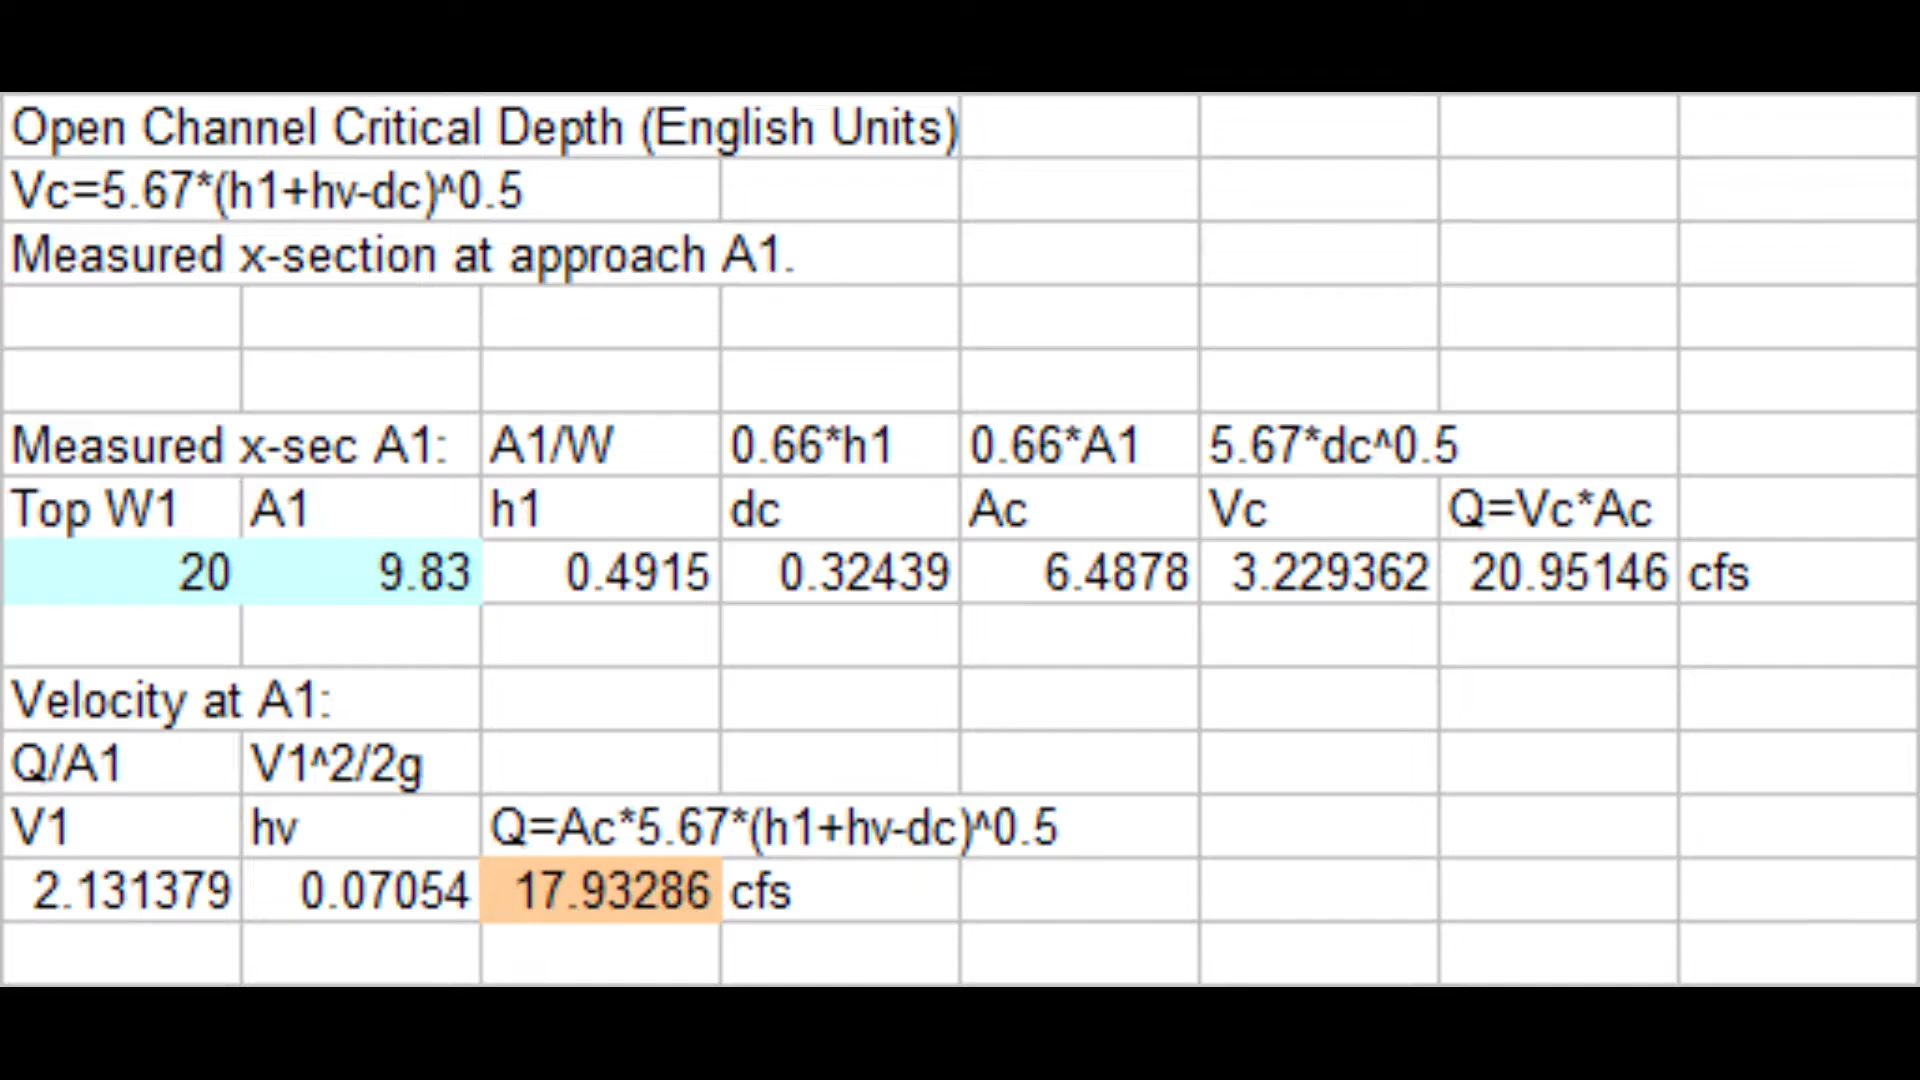 Open Channel Critical Depth (English Units)
Vc=5.67*(h1+hv-dc)^0.5
Measured x-section at approach A1.
Measured x-sec A1: A1/W 0.66*h1 0.66*A1 5.67*dc^0.5
Top W1 A1 h1 dc Ac Vc Q=Vc*Ac
20 9.83 0.4915 0.32439 6.4878 3.229362 20.95146 cfs
Velocity at A1:
Q/A1 V1^2/2g
V1 hv Q=Ac*5.67*(h1+hv-dc)^0.5
2.131379 0.07054 17.93286 cfs